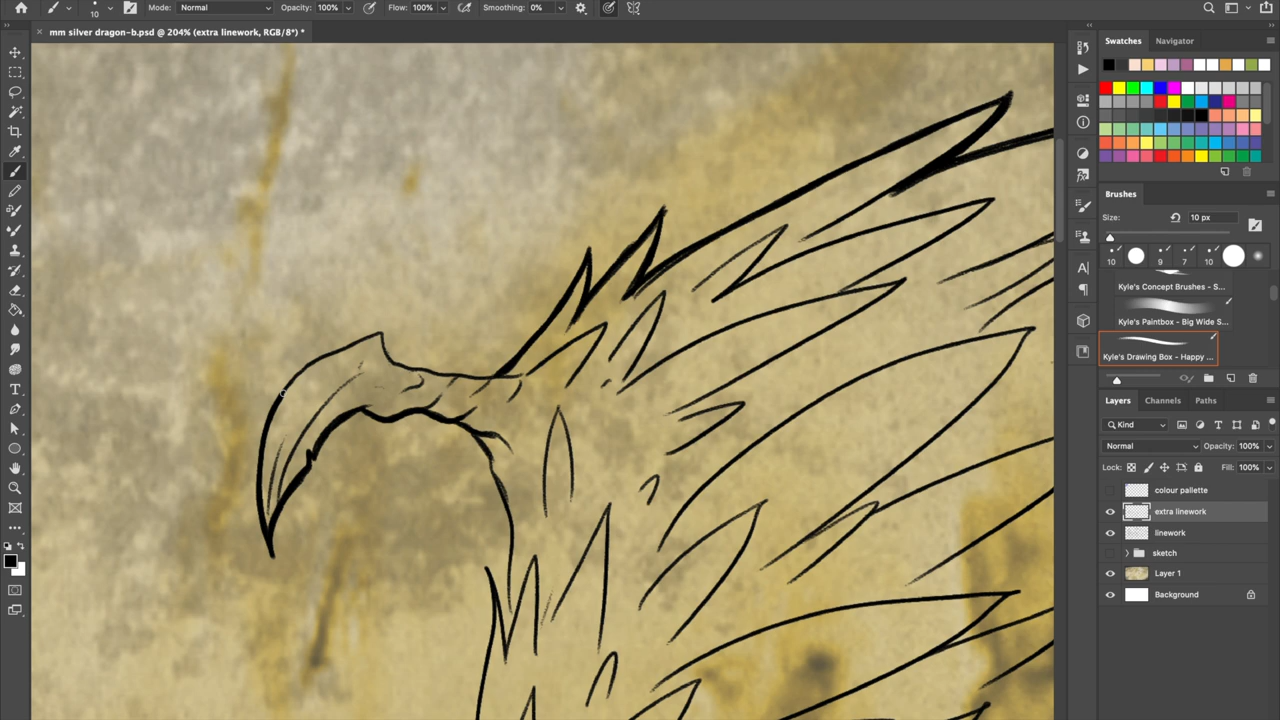 10 Mode: Normal Opacity: 100% Flow: 100% Smoothing: 0%
× mm silver dragon-b.psd @ 204% (extra linework, RGB/8*) *
Swatches Navigator
Brushes
Size: 10 px
10 9 7 10
Kyle's Concept Brushes - S...
Kyle's Paintbox - Big Wide S...
Kyle's Drawing Box - Happy ...
Layers Channels Paths
Kind
Normal Opacity: 100%
Lock: Fill: 100%
colour pallette
extra linework
linework
sketch
Layer 1
Background